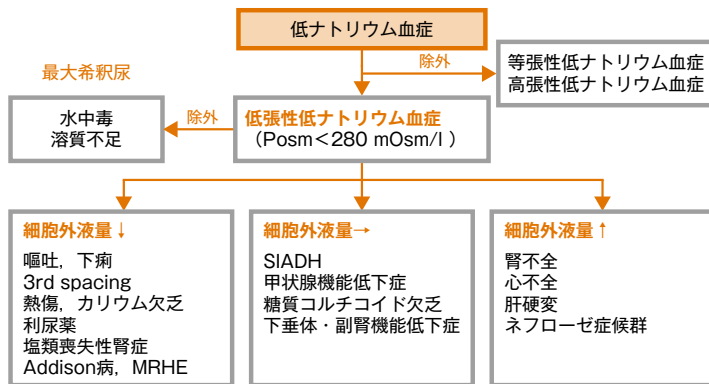 低ナトリウム血症
除外
等張性低ナトリウム血症
高張性低ナトリウム血症
最大希釈尿
水中毒
溶質不足
除外
低張性低ナトリウム血症
（Posm＜280 mOsm/l ）
細胞外液量↓
嘔吐，下痢
3rd spacing
熱傷，カリウム欠乏
利尿薬
塩類喪失性腎症
Addison病，MRHE
細胞外液量→
SIADH
甲状腺機能低下症
糖質コルチコイド欠乏
下垂体・副腎機能低下症
細胞外液量↑
腎不全
心不全
肝硬変
ネフローゼ症候群